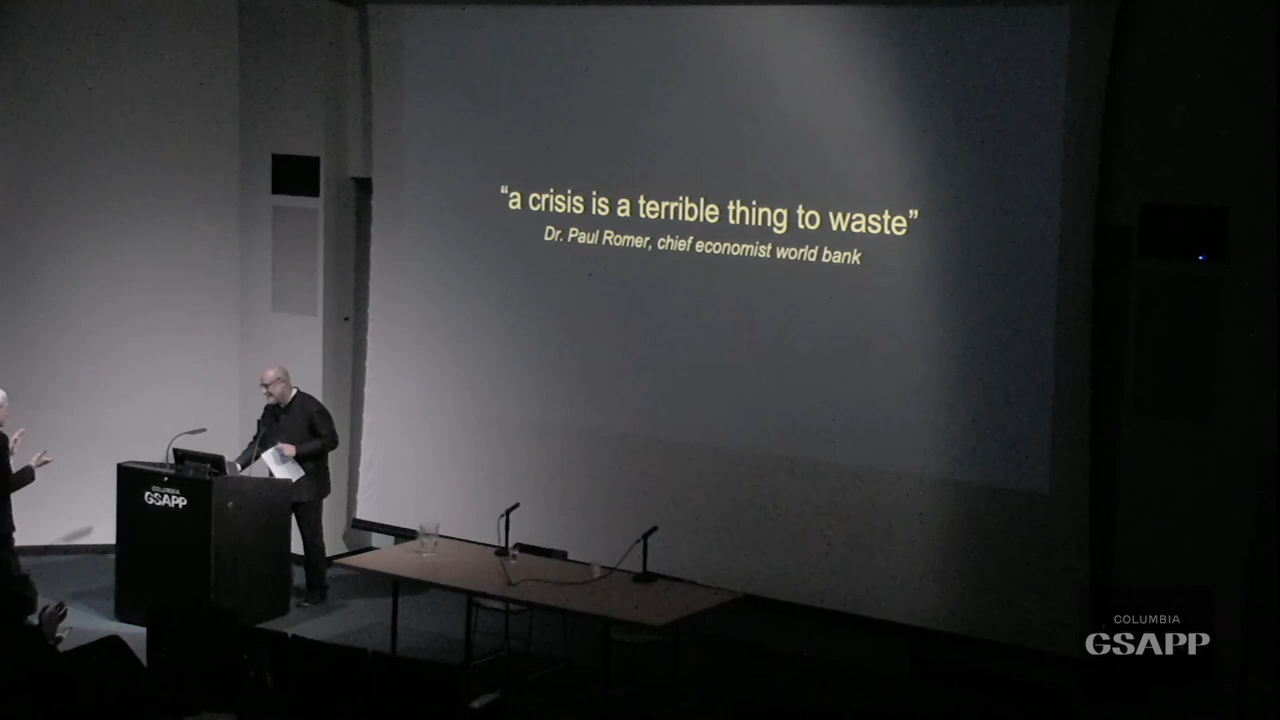 “a crisis is a terrible thing to waste”
Dr. Paul Romer, chief economist world bank
COLUMBIA
GSAPP
COLUMBIA
GSAPP